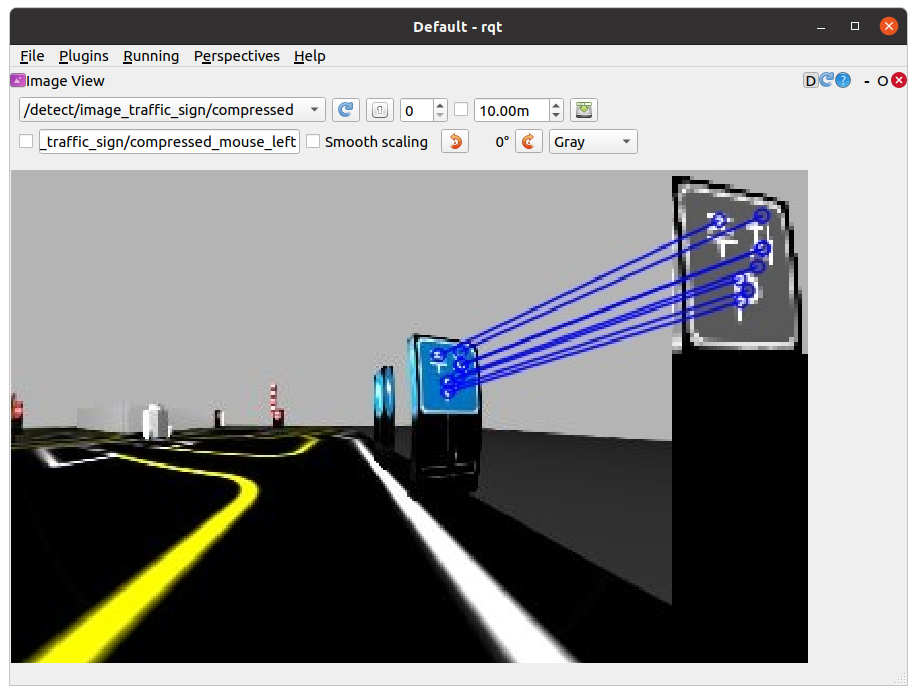 Default - rqt
File Plugins Running Perspectives Help
Image View
D
/detect/image_traffic_sign/compressed 0 10.00m
_traffic_sign/compressed_mouse_left Smooth scaling 0° Gray